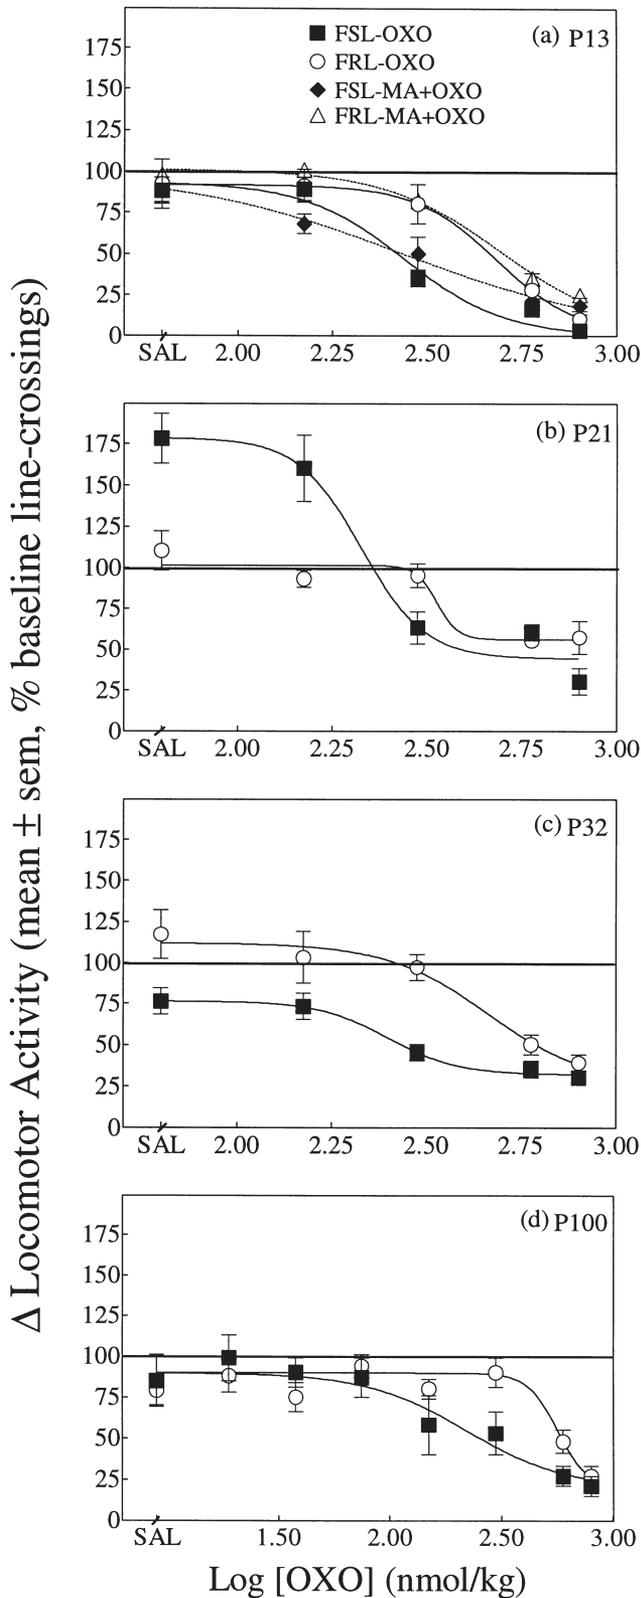 Δ Locomotor Activity (mean ± sem, % baseline line-crossings)
(a) P13
FSL-OXO
FRL-OXO
FSL-MA+OXO
FRL-MA+OXO
175
150
125
100
75
50
25
0
SAL 2.00 2.25 2.50 2.75 3.00
(b) P21
175
150
125
100
75
50
25
0
SAL 2.00 2.25 2.50 2.75 3.00
(c) P32
175
150
125
100
75
50
25
0
SAL 2.00 2.25 2.50 2.75 3.00
(d) P100
175
150
125
100
75
50
25
0
SAL 1.50 2.00 2.50 3.00
Log [OXO] (nmol/kg)